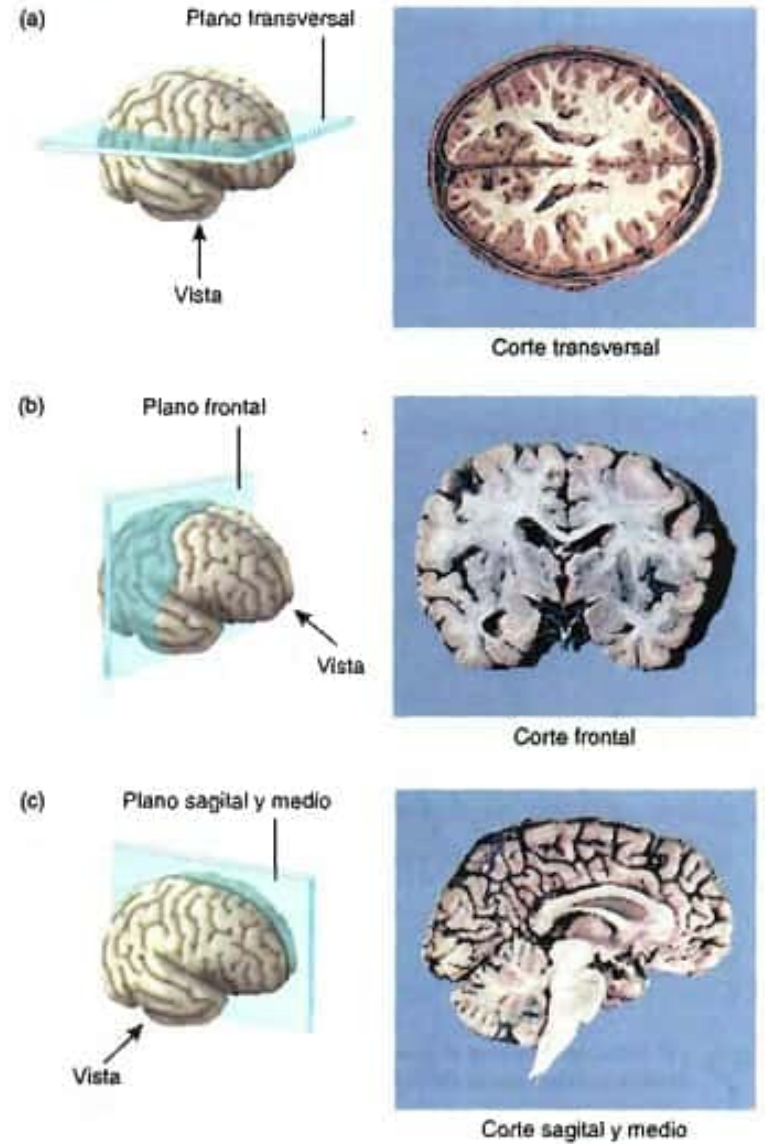 (a)
Plano transversal
Vista
Corte transversal
(b)
Plano frontal
Vista
Corte frontal
(c)
Plano sagital y medio
Vista
Corte sagital y medio